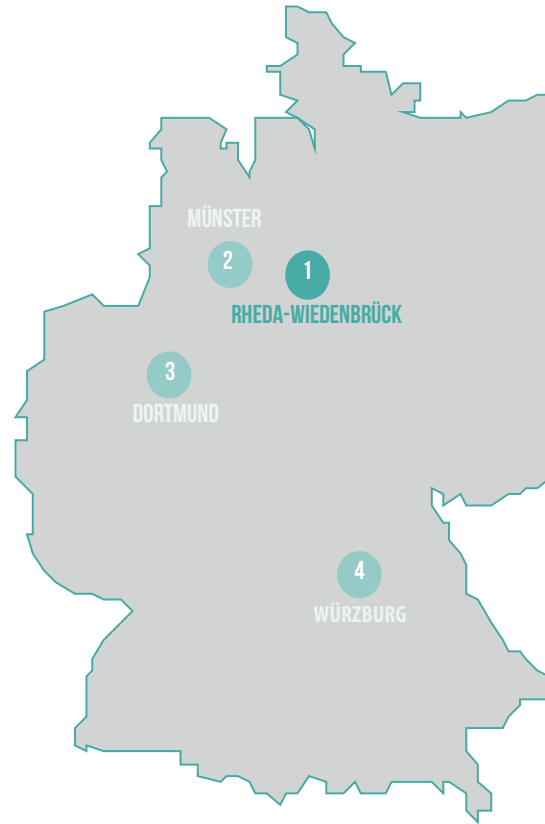 MÜNSTER
2
1
RHEDA-WIEDENBRÜCK
3
DORTMUND
4
WÜRZBURG